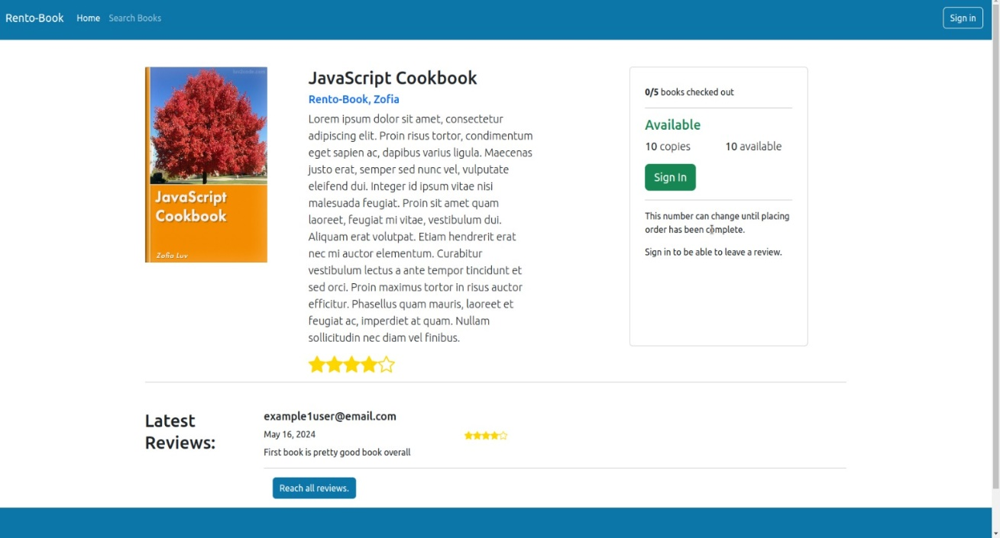 Rento-Book Home Search Books Sign in
JavaScript
Cookbook
Zofia Luv
JavaScript Cookbook
Rento-Book, Zofia
Lorem ipsum dolor sit amet, consectetur
adipiscing elit. Proin risus tortor, condimentum
eget sapien ac, dapibus varius ligula. Maecenas
justo erat, semper sed nunc vel, vulputate
eleifend dui. Integer id ipsum vitae nisi
malesuada feugiat. Proin sit amet quam
laoreet, feugiat mi vitae, vestibulum dui.
Aliquam erat volutpat. Etiam hendrerit erat
nec mi auctor elementum. Curabitur
vestibulum lectus a ante tempor tincidunt et
sed orci. Proin maximus tortor in risus auctor
efficitur. Phasellus quam mauris, laoreet et
feugiat ac, imperdiet at quam. Nullam
sollicitudin nec diam vel finibus.
0/5 books checked out
Available
10 copies 10 available
Sign In
This number can change until placing
order has been complete.
Sign in to be able to leave a review.
Latest
Reviews:
example1user@email.com
May 16, 2024
First book is pretty good book overall
Reach all reviews.